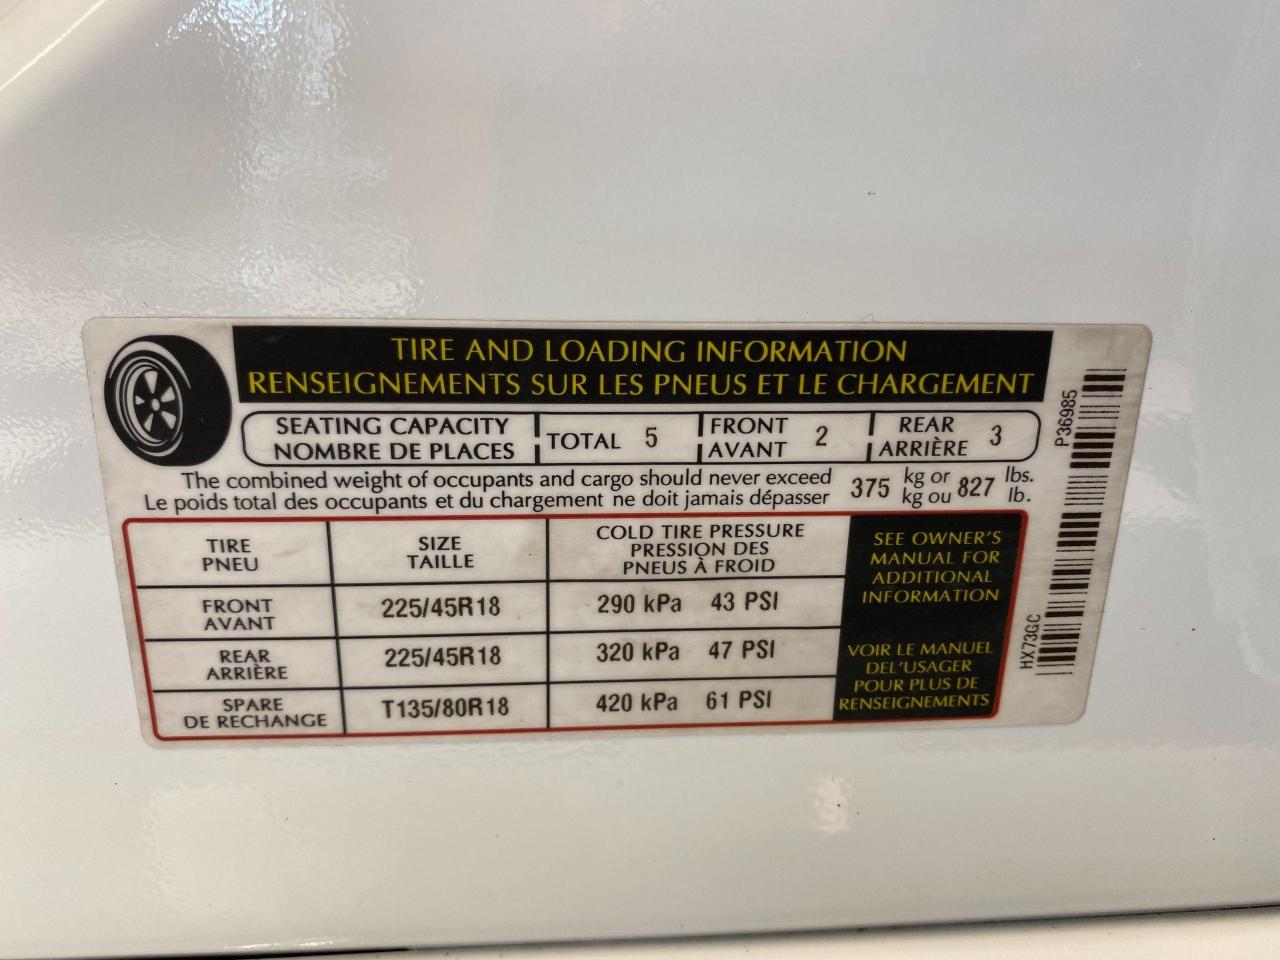 TIRE AND LOADING INFORMATION
RENSEIGNEMENTS SUR LES PNEUS ET LE CHARGEMENT
SEATING CAPACITY
NOMBRE DE PLACES
TOTAL 5
FRONT
AVANT
2
REAR
ARRIÈRE
3
The combined weight of occupants and cargo should never exceed
Le poids total des occupants et du chargement ne doit jamais dépasser
375
kg or
kg ou
827
lbs.
lb.
TIRE
PNEU
SIZE
TAILLE
COLD TIRE PRESSURE
PRESSION DES
PNEUS À FROID
FRONT
AVANT
225/45R18
290 kPa 43 PSI
REAR
ARRIÈRE
225/45R18
320 kPa 47 PSI
SPARE
DE RECHANGE
T135/80R18
420 kPa 61 PSI
SEE OWNER'S
MANUAL FOR
ADDITIONAL
INFORMATION
VOIR LE MANUEL
DEL'USAGER
POUR PLUS DE
RENSEIGNEMENTS
P36985
HX73GC